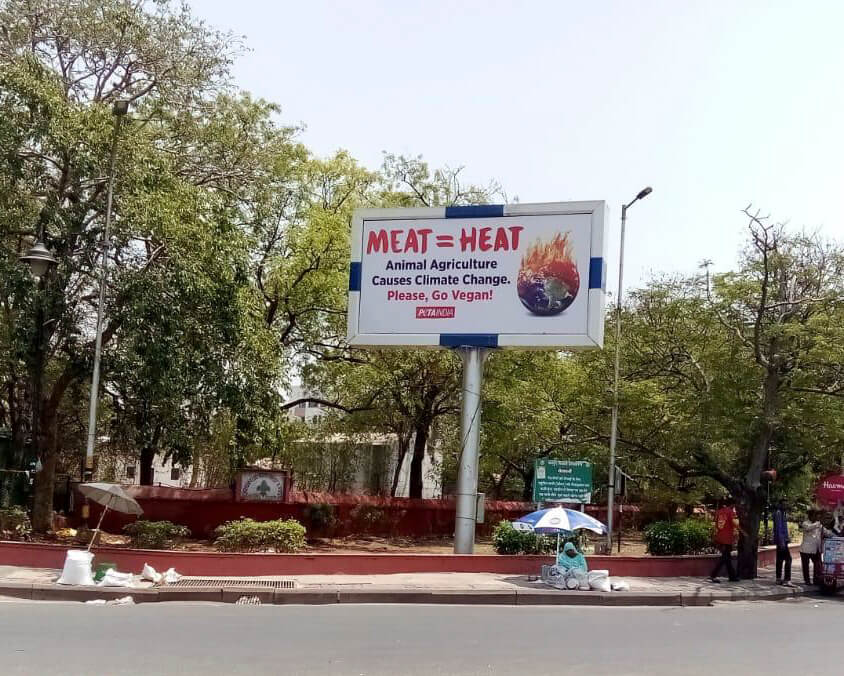 MEAT = HEAT
Animal Agriculture
Causes Climate Change.
Please, Go Vegan!
PETA INDIA